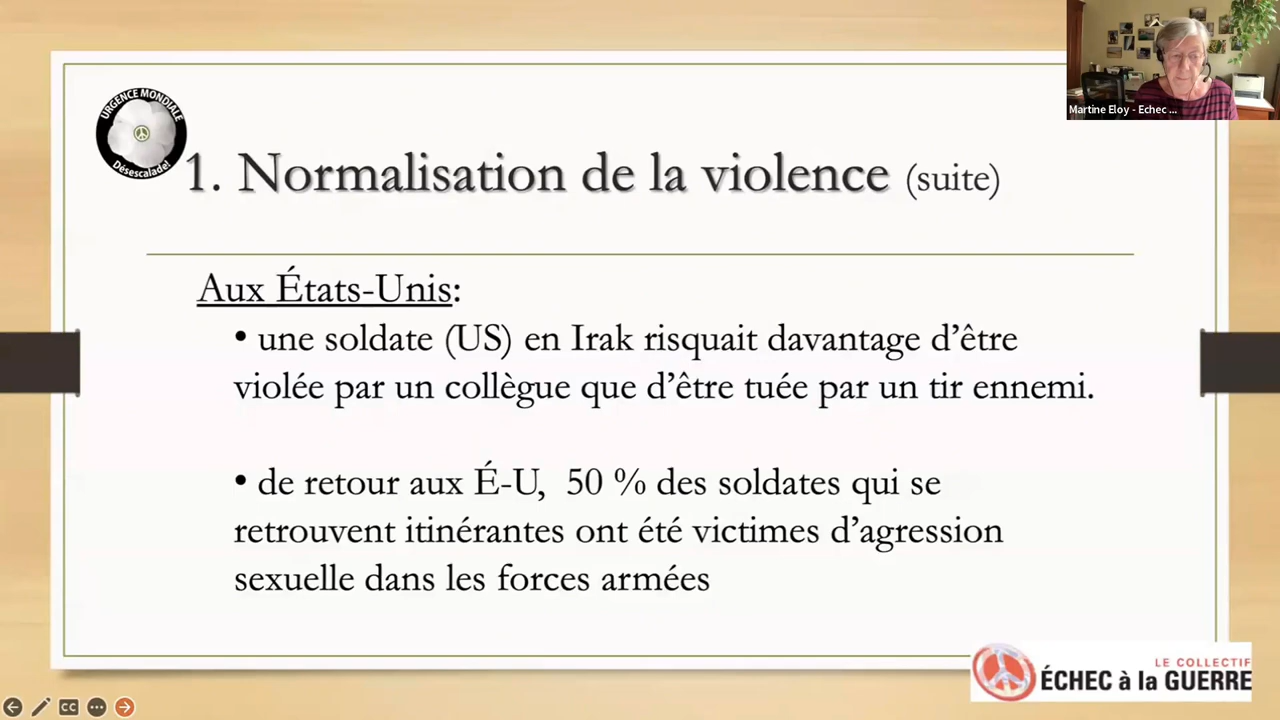 Martine Eloy - Echec ...
URGENCE MONDIALE
Désescalade!
1. Normalisation de la violence (suite)
Aux États-Unis:
• une soldate (US) en Irak risquait davantage d’être
violée par un collègue que d’être tuée par un tir ennemi.
• de retour aux É-U, 50 % des soldates qui se
retrouvent itinérantes ont été victimes d’agression
sexuelle dans les forces armées
LE COLLECTIF
ÉCHEC à la GUERRE
CC